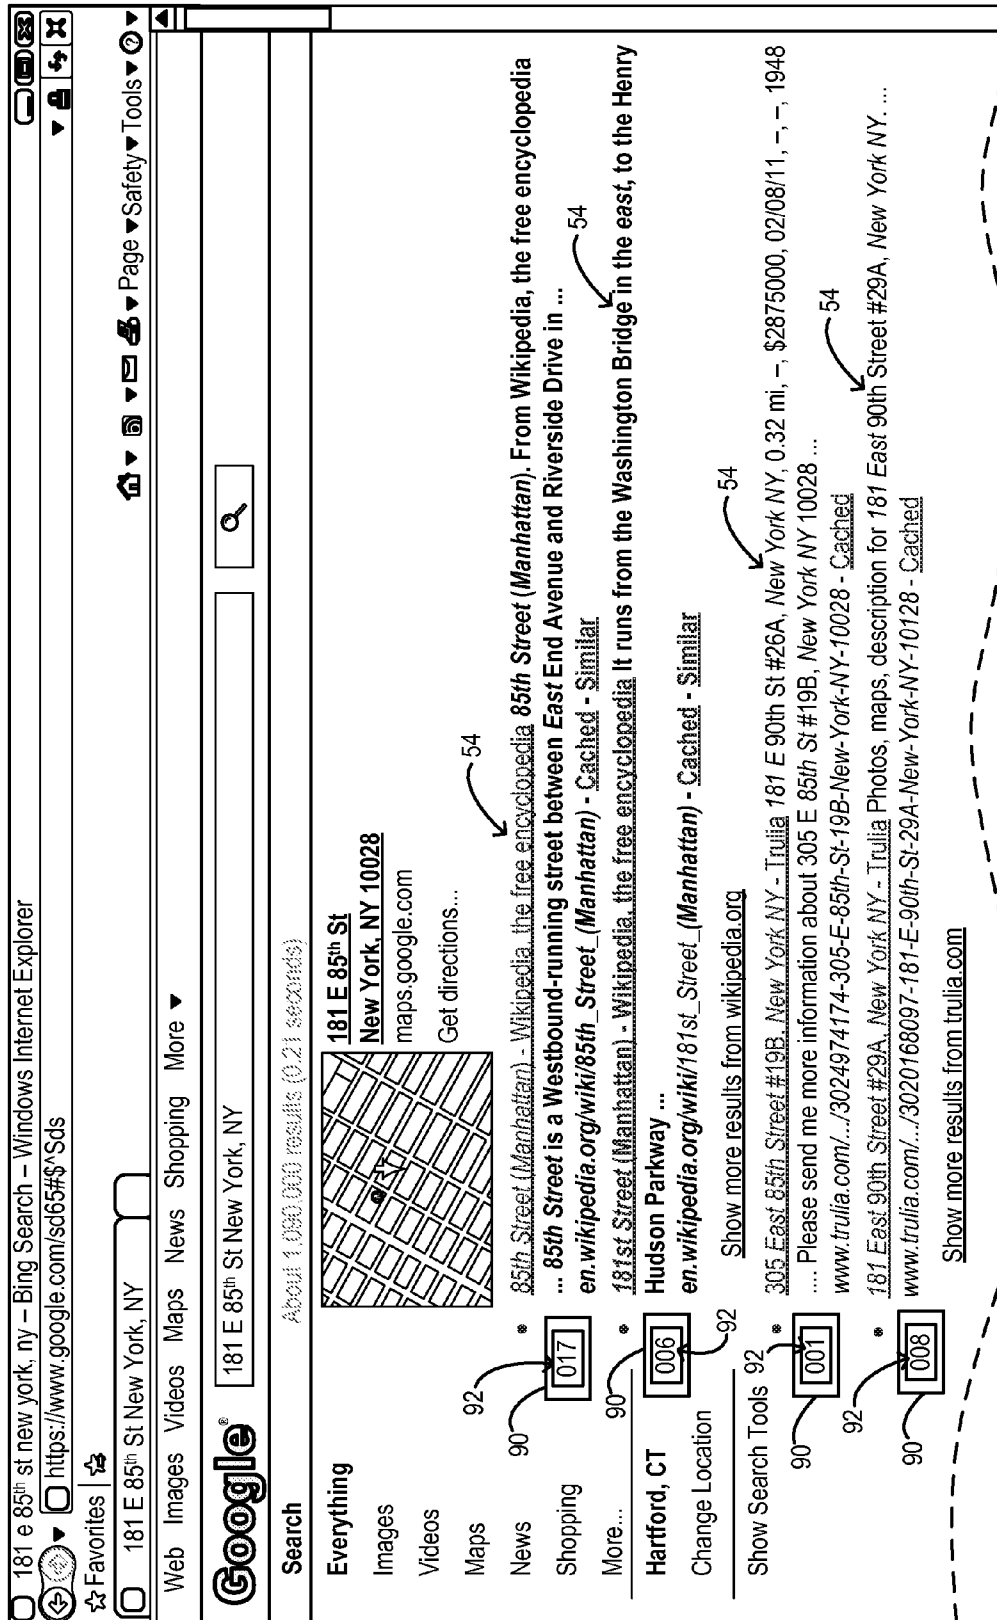 181 e 85th st new york, ny – Bing Search – Windows Internet Explorer
https://www.google.com/sd65#$^Sds
Favorites
181 E 85th St New York, NY
Page Safety Tools ?
Web Images Videos Maps News Shopping More
Google®
181 E 85th St New York, NY
Search
About 1,090,000 results (0.21 seconds)
Everything
Images
Videos
Maps
News
Shopping
More...
Hartford, CT
Change Location
Show Search Tools
181 E 85th St
New York, NY 10028
maps.google.com
Get directions...
54
92
90
017
85th Street (Manhattan) - Wikipedia, the free encyclopedia 85th Street (Manhattan). From Wikipedia, the free encyclopedia
... 85th Street is a Westbound-running street between East End Avenue and Riverside Drive in ...
en.wikipedia.org/wiki/85th_Street_(Manhattan) - Cached - Similar
54
90
006
92
181st Street (Manhattan) - Wikipedia, the free encyclopedia It runs from the Washington Bridge in the east, to the Henry
Hudson Parkway ...
en.wikipedia.org/wiki/181st_Street_(Manhattan) - Cached - Similar
Show more results from wikipedia.org
54
92
90
001
305 East 85th Street #19B, New York NY - Trulia 181 E 90th St #26A, New York NY, 0.32 mi, –, $2875000, 02/08/11, –, –, 1948
.... Please send me more information about 305 E 85th St #19B, New York NY 10028 ...
www.trulia.com/.../3024974174-305-E-85th-St-19B-New-York-NY-10028 - Cached
54
92
90
008
181 East 90th Street #29A, New York NY - Trulia Photos, maps, description for 181 East 90th Street #29A, New York NY. ...
www.trulia.com/.../3020168097-181-E-90th-St-29A-New-York-NY-10128 - Cached
Show more results from trulia.com